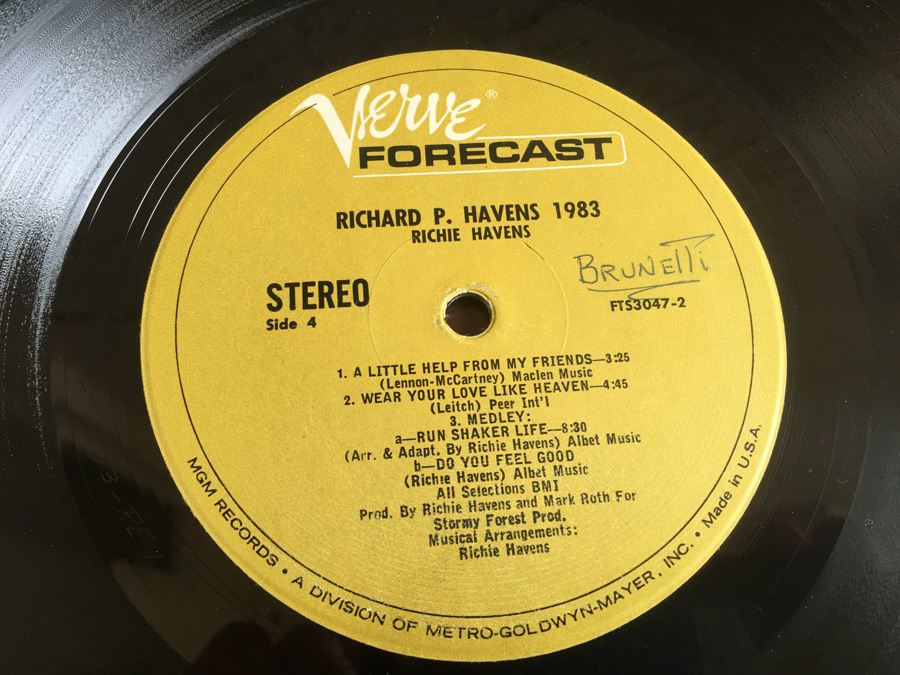 Verve®
FORECAST
RICHARD P. HAVENS 1983
RICHIE HAVENS
BRUNETTI
STEREO
Side 4
FTS3047-2
1. A LITTLE HELP FROM MY FRIENDS—3:25
(Lennon-McCartney) Maclen Music
2. WEAR YOUR LOVE LIKE HEAVEN—4:45
(Leitch) Peer Int'l
3. MEDLEY:
a—RUN SHAKER LIFE—8:30
(Arr. & Adapt. By Richie Havens) Albet Music
b—DO YOU FEEL GOOD
(Richie Havens) Albet Music
All Selections BMI
Prod. By Richie Havens and Mark Roth For
Stormy Forest Prod.
Musical Arrangements:
Richie Havens
MGM RECORDS • A DIVISION OF METRO-GOLDWYN-MAYER, INC. • Made in U.S.A.